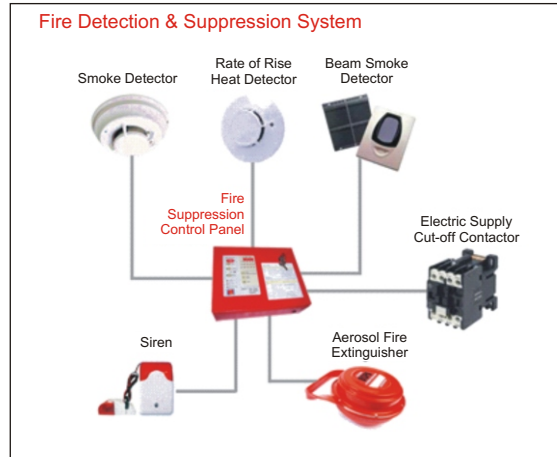 Fire Detection & Suppression System
Smoke Detector
Rate of Rise
Heat Detector
Beam Smoke
Detector
Fire
Suppression
Control Panel
Electric Supply
Cut-off Contactor
Siren
Aerosol Fire
Extinguisher